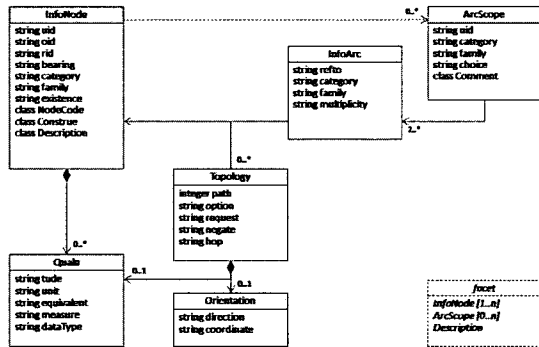 InfoNode
string uid
string oid
string rid
string bearing
string category
string family
string existence
class NodeCode
class Construe
class Description
0..*
ArcScope
string uid
string category
string family
string choice
class Comment
InfoArc
string refto
string category
string family
string multiplicity
2..*
0..*
Topology
integer path
string option
string request
string negate
string hop
0..*
Quale
string tude
string unit
string equivalent
string measure
string dataType
0..1
0..1
Orientation
string direction
string coordinate
facet
InfoNode [1..n]
ArcScope [0..n]
Description